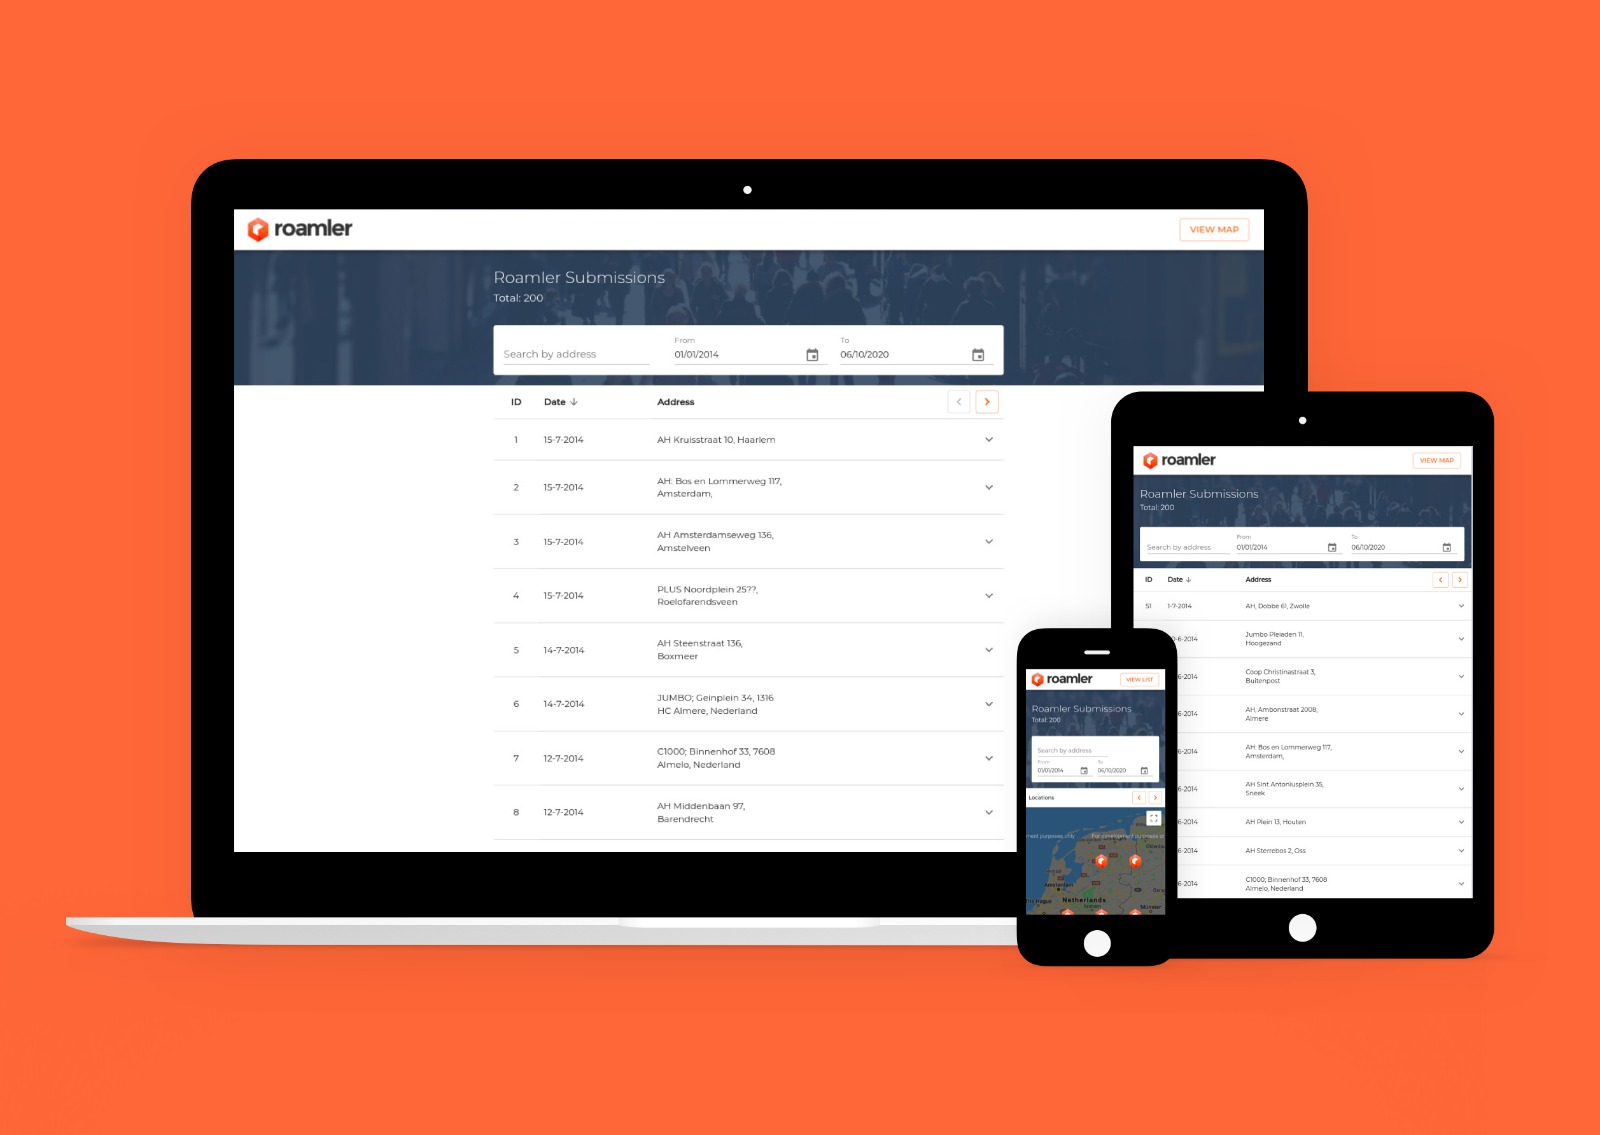 roamler
VIEW MAP
Roamler Submissions
Total: 200
Search by address
From
01/01/2014
To
06/10/2020
ID Date Address
1 15-7-2014 AH Kruisstraat 10, Haarlem
2 15-7-2014 AH: Bos en Lommerweg 117,
Amsterdam,
3 15-7-2014 AH Amsterdamseweg 136,
Amstelveen
4 15-7-2014 PLUS Noordplein 25??,
Roelofarendsveen
5 14-7-2014 AH Steenstraat 136,
Boxmeer
6 14-7-2014 JUMBO; Geinplein 34, 1316
HC Almere, Nederland
7 12-7-2014 C1000; Binnenhof 33, 7608
Almelo, Nederland
8 12-7-2014 AH Middenbaan 97,
Barendrecht
roamler
VIEW MAP
Roamler Submissions
Total: 200
Search by address
From
01/01/2014
To
06/10/2020
ID Date Address
51 1-7-2014 AH, Dobbe 61, Zwolle
0-6-2014 Jumbo Pleiaden 11,
Hoogezand
6-2014 Coop Christinastraat 3,
Buitenpost
6-2014 AH, Ambonstraat 2008,
Almere
6-2014 AH: Bos en Lommerweg 117,
Amsterdam,
6-2014 AH Sint Antoniusplein 35,
Sneek
6-2014 AH Plein 13, Houten
6-2014 AH Sterrebos 2, Oss
6-2014 C1000; Binnenhof 33, 7608
Almelo, Nederland
roamler
VIEW LIST
Roamler Submissions
Total: 200
Search by address
From
01/01/2014
To
06/10/2020
Locations
ment purposes only
For development purposes
Amsterdam
The Hague
Netherlands
Arnhem
Münster